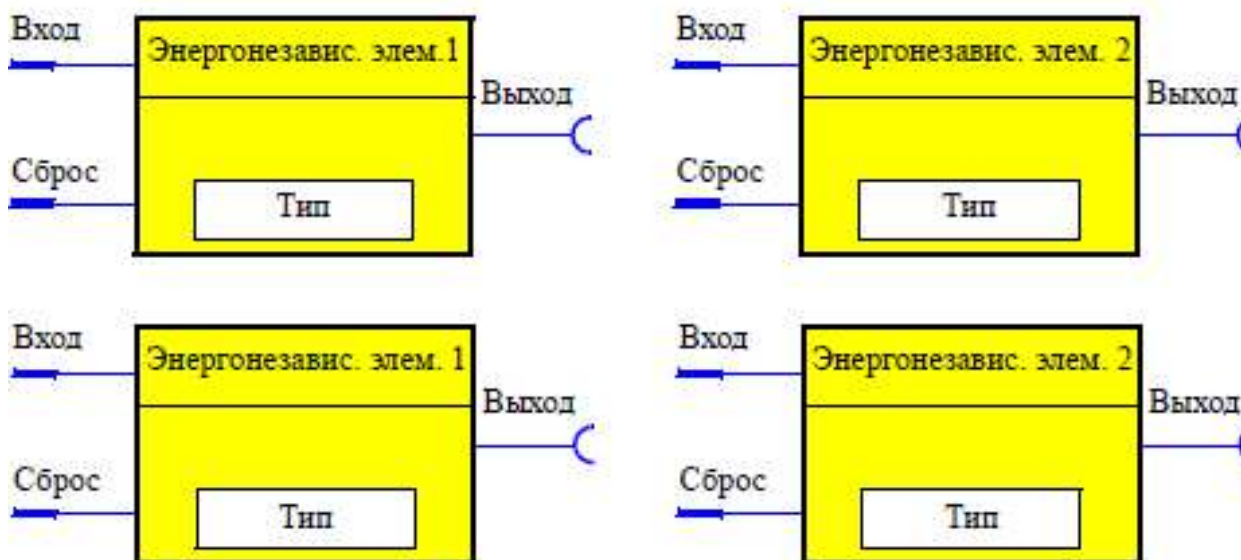 Вход
Энергонезавис. элем.1
Выход
Сброс
Тип
Вход
Энергонезавис. элем. 2
Выход
Сброс
Тип
Вход
Энергонезавис. элем. 1
Выход
Сброс
Тип
Вход
Энергонезавис. элем. 2
Выход
Сброс
Тип